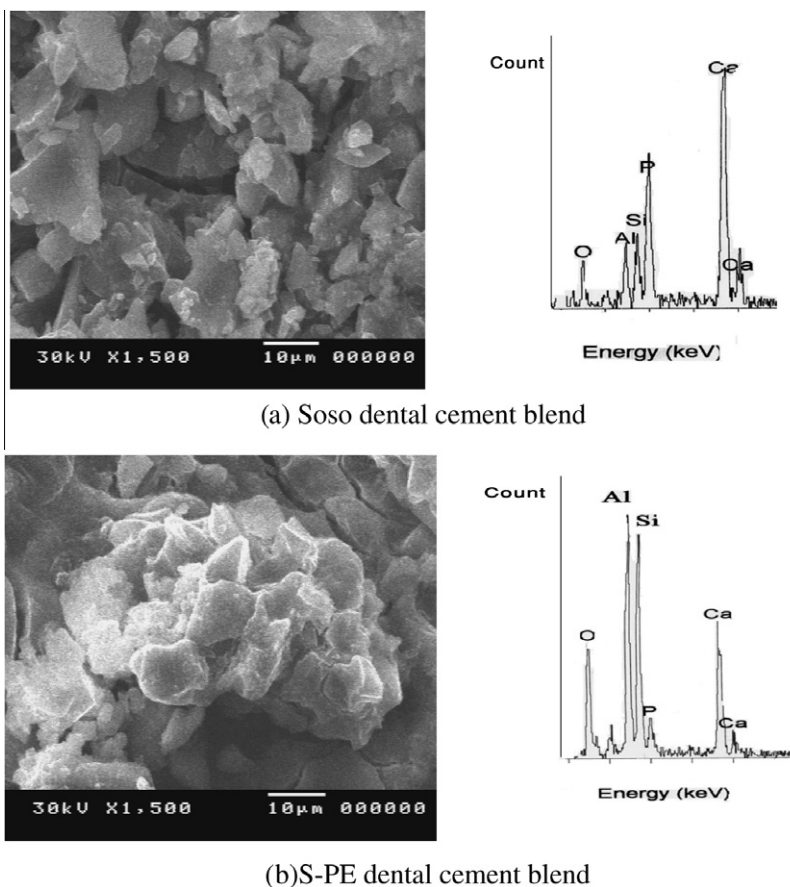 Count
Ca
P
Si
Al
O
Ca
Energy (keV)
30kV X1,500 10µm 000000
(a) Soso dental cement blend
Count
Al
Si
Ca
O
P
Ca
Energy (keV)
30kV X1,500 10µm 000000
(b)S-PE dental cement blend